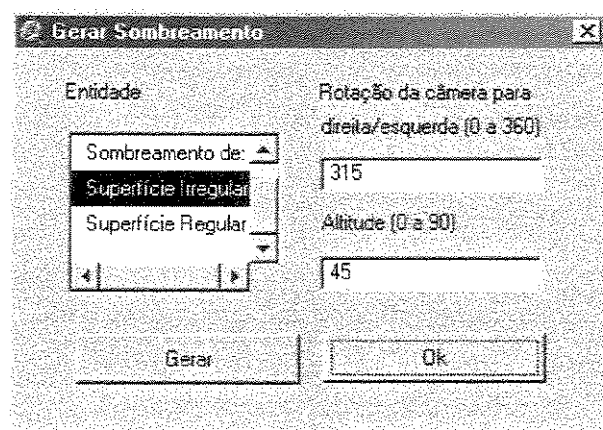 Gerar Sombreamento
Entidade
Sombreamento de:
Superfície Irregular
Superfície Regular
Rotação da câmera para
direita/esquerda (0 a 360)
315
Altitude (0 a 90)
45
Gerar
Ok